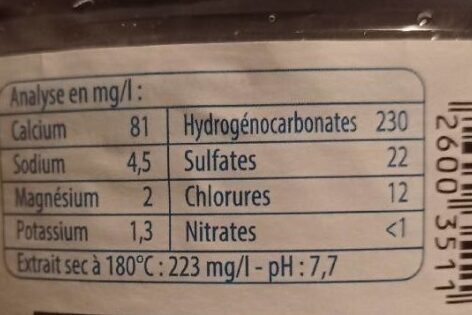 Analyse en mg/l :
Calcium 81 Hydrogénocarbonates 230
Sodium 4,5 Sulfates 22
Magnésium 2 Chlorures 12
Potassium 1,3 Nitrates <1
Extrait sec à 180°C : 223 mg/l - pH : 7,7
2600 3511